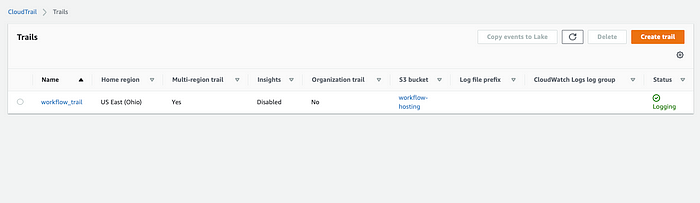 CloudTrail Trails
Trails Copy events to Lake Delete Create trail
Name Home region Multi-region trail Insights Organization trail S3 bucket Log file prefix CloudWatch Logs log group Status
workflow_trail US East (Ohio) Yes Disabled No workflow-
hosting
Logging